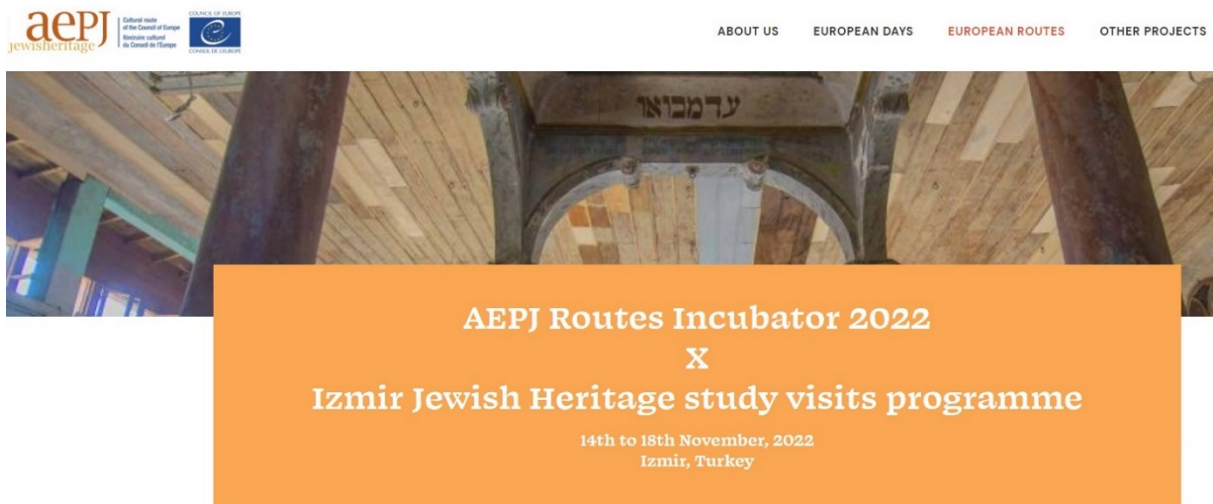 aePJ
jewisheritage
Cultural route
of the Council of Europe
Itinéraire culturel
du Conseil de l'Europe
COUNCIL OF EUROPE
CONSEIL DE L'EUROPE
ABOUT US EUROPEAN DAYS EUROPEAN ROUTES OTHER PROJECTS
AEPJ Routes Incubator 2022
X
Izmir Jewish Heritage study visits programme
14th to 18th November, 2022
Izmir, Turkey